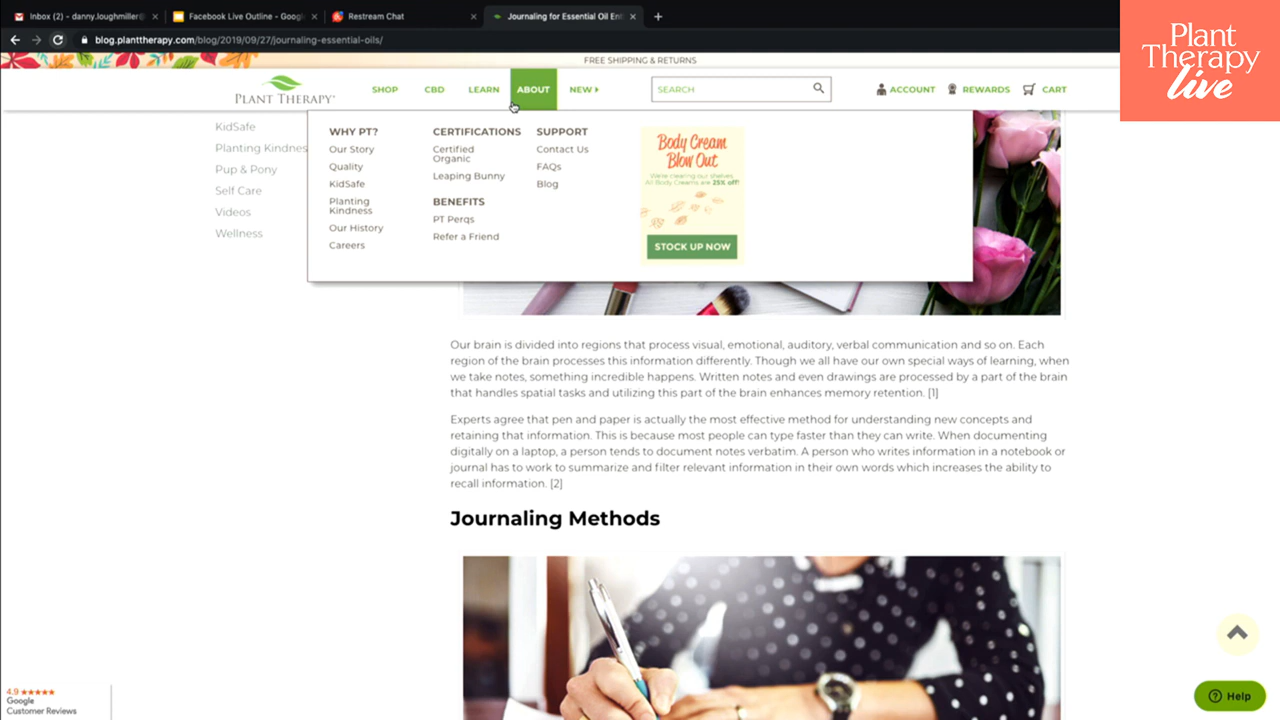 Inbox (2) - danny.loughmiller@
Facebook Live Outline - Goog
Restream Chat
Journaling for Essential Oil Ent
blog.planttherapy.com/blog/2019/09/27/journaling-essential-oils/
Plant
Therapy
live
FREE SHIPPING & RETURNS
PLANT THERAPY
SHOP
CBD
LEARN
ABOUT
NEW
SEARCH
ACCOUNT
REWARDS
CART
KidSafe
Planting Kindnes
Pup & Pony
Self Care
Videos
Wellness
WHY PT?
Our Story
Quality
KidSafe
Planting
Kindness
Our History
Careers
CERTIFICATIONS
Certified
Organic
Leaping Bunny
BENEFITS
PT Perqs
Refer a Friend
SUPPORT
Contact Us
FAQs
Blog
Body Cream
Blow Out
We're clearing our shelves
All Body Creams are 25% off!
STOCK UP NOW
Our brain is divided into regions that process visual, emotional, auditory, verbal communication and so on. Each
region of the brain processes this information differently. Though we all have our own special ways of learning, when
we take notes, something incredible happens. Written notes and even drawings are processed by a part of the brain
that handles spatial tasks and utilizing this part of the brain enhances memory retention. [1]
Experts agree that pen and paper is actually the most effective method for understanding new concepts and
retaining that information. This is because most people can type faster than they can write. When documenting
digitally on a laptop, a person tends to document notes verbatim. A person who writes information in a notebook or
journal has to work to summarize and filter relevant information in their own words which increases the ability to
recall information. [2]
Journaling Methods
4.9
Google
Customer Reviews
Help